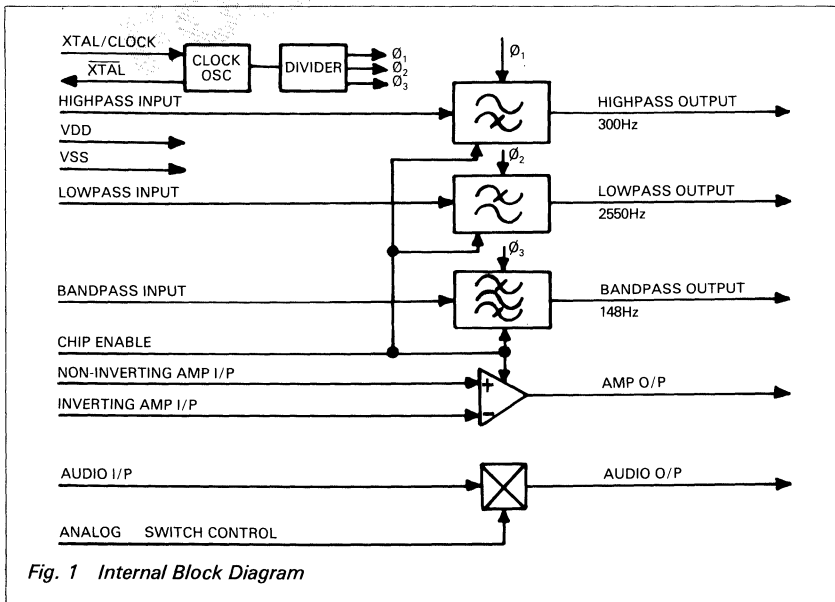 XTAL/CLOCK
XTAL
CLOCK
OSC
DIVIDER
Ø1
Ø2
Ø3
Ø1
HIGHPASS INPUT
HIGHPASS OUTPUT
300Hz
VDD
VSS
Ø2
LOWPASS INPUT
LOWPASS OUTPUT
2550Hz
Ø3
BANDPASS INPUT
BANDPASS OUTPUT
148Hz
CHIP ENABLE
NON-INVERTING AMP I/P
+
AMP O/P
INVERTING AMP I/P
−
AUDIO I/P
AUDIO O/P
ANALOG SWITCH CONTROL
Fig. 1 Internal Block Diagram